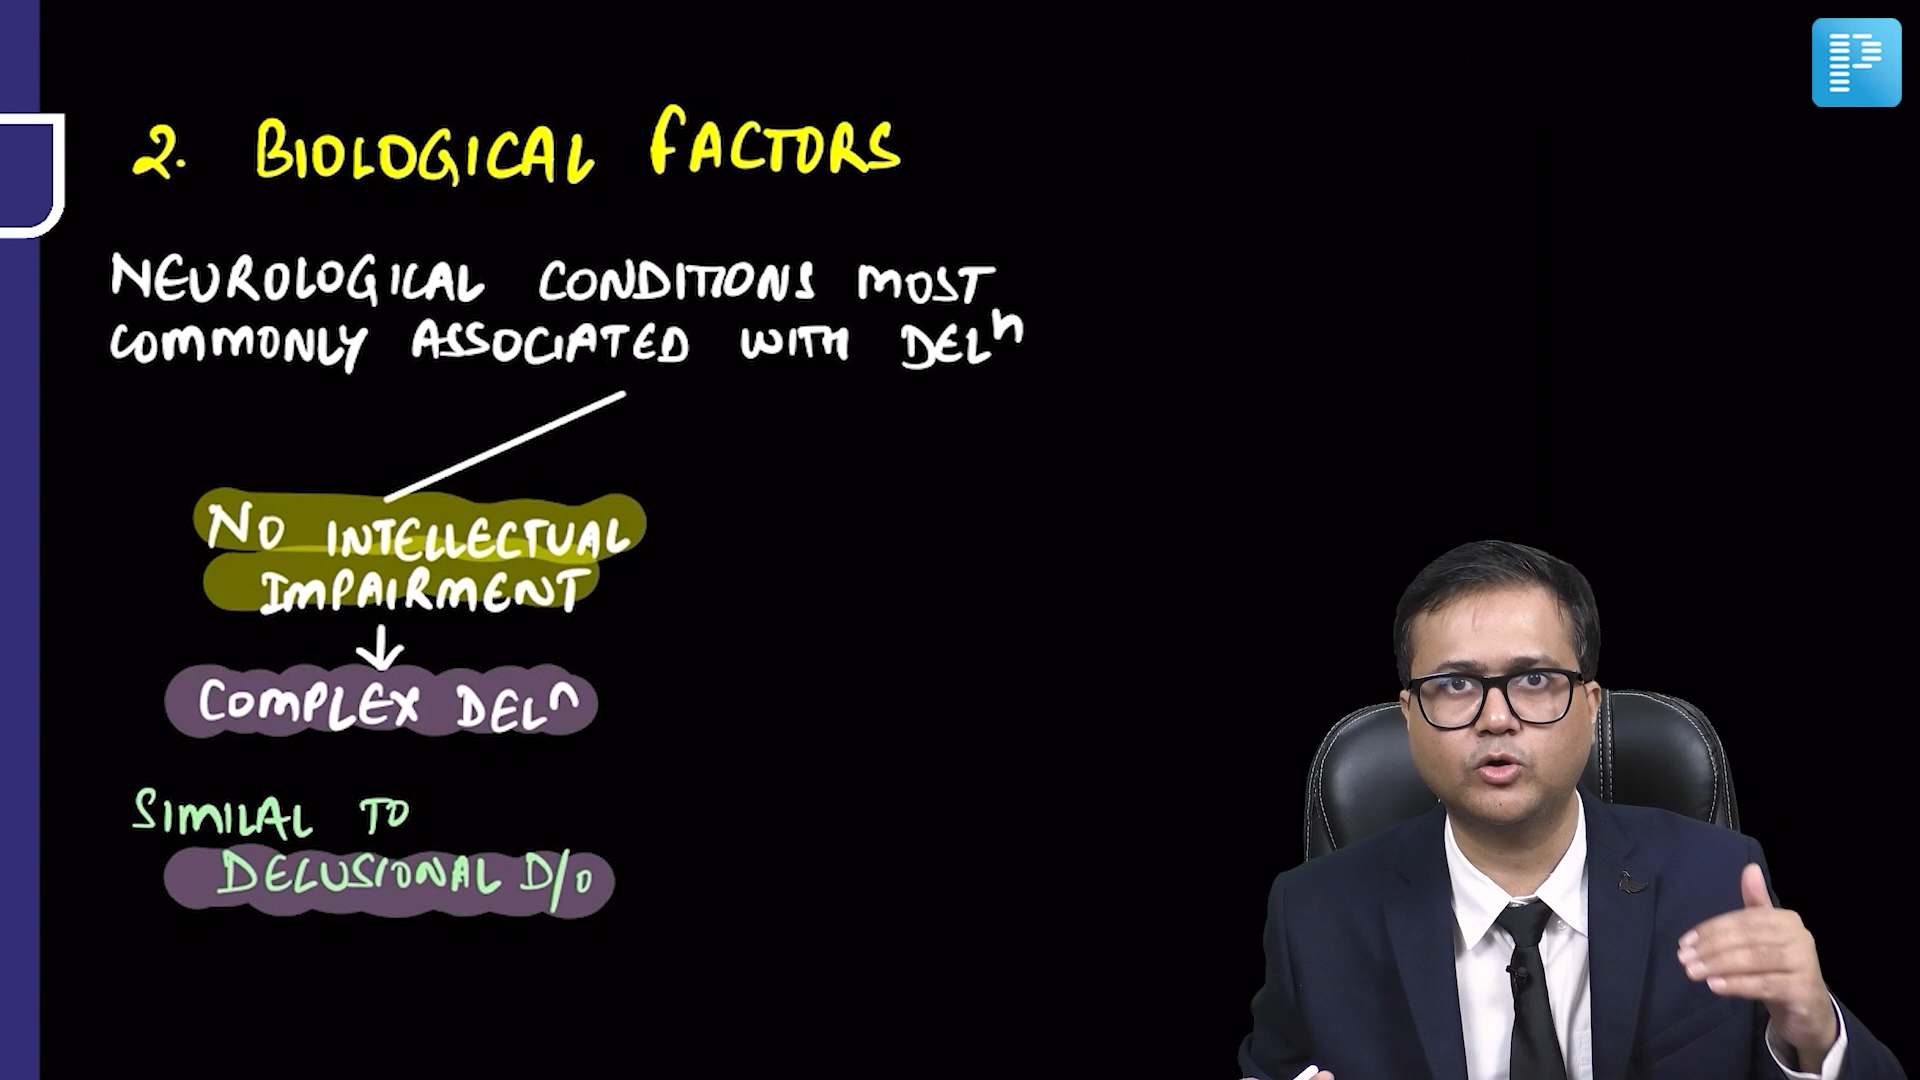 2. BIOLOGICAL FACTORS
NEUROLOGICAL CONDITIONS MOST
COMMONLY ASSOCIATED WITH DELⁿ
NO INTELLECTUAL
IMPAIRMENT
COMPLEX DELⁿ
SIMILAL TO
DELUSIONAL D/O